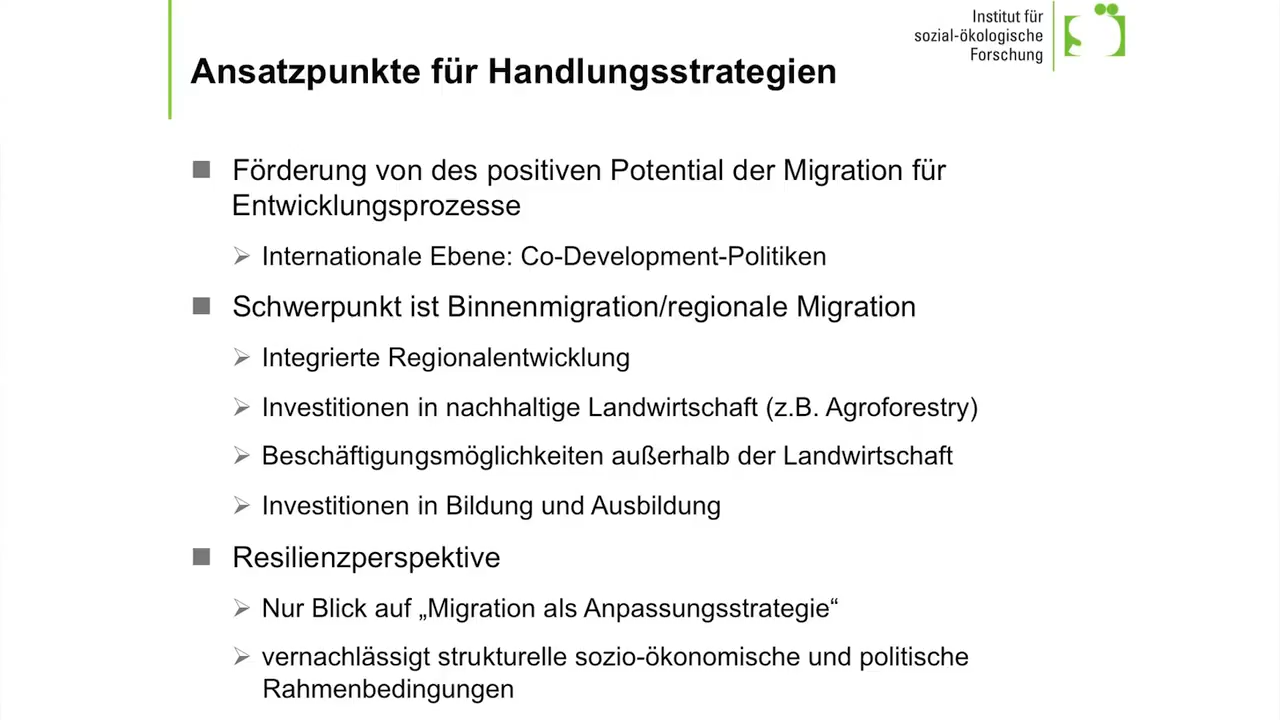 Institut für
sozial-ökologische
Forschung
Ansatzpunkte für Handlungsstrategien
Förderung von des positiven Potential der Migration für
Entwicklungsprozesse
Internationale Ebene: Co-Development-Politiken
Schwerpunkt ist Binnenmigration/regionale Migration
Integrierte Regionalentwicklung
Investitionen in nachhaltige Landwirtschaft (z.B. Agroforestry)
Beschäftigungsmöglichkeiten außerhalb der Landwirtschaft
Investitionen in Bildung und Ausbildung
Resilienzperspektive
Nur Blick auf „Migration als Anpassungsstrategie“
vernachlässigt strukturelle sozio-ökonomische und politische
Rahmenbedingungen